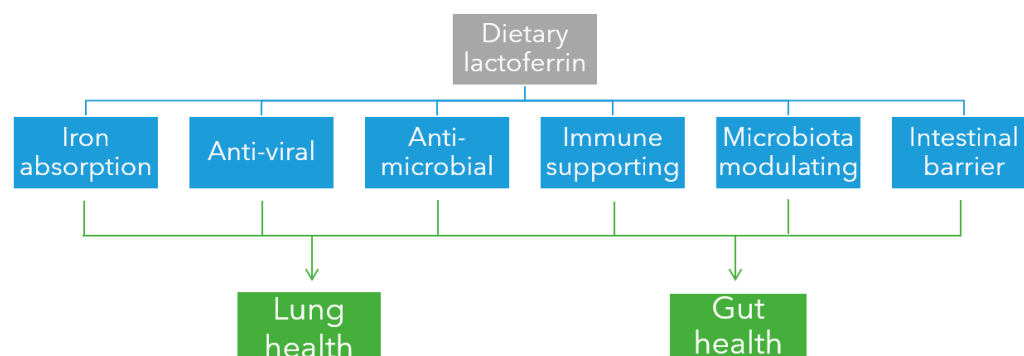 Dietary
lactoferrin
Iron
absorption
Anti-viral
Anti-
microbial
Immune
supporting
Microbiota
modulating
Intestinal
barrier
Lung
health
Gut
health